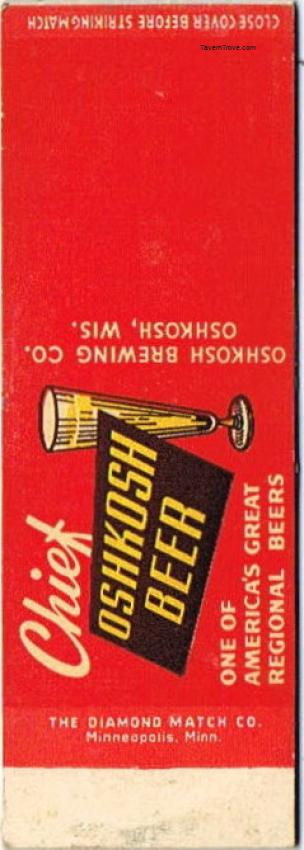 CLOSE COVER BEFORE STRIKING MATCH
TavernTrove.com
OSHKOSH BREWING CO.
OSHKOSH, WIS.
Chief
OSHKOSH
BEER
ONE OF
AMERICA'S GREAT
REGIONAL BEERS
THE DIAMOND MATCH CO.
Minneapolis, Minn.